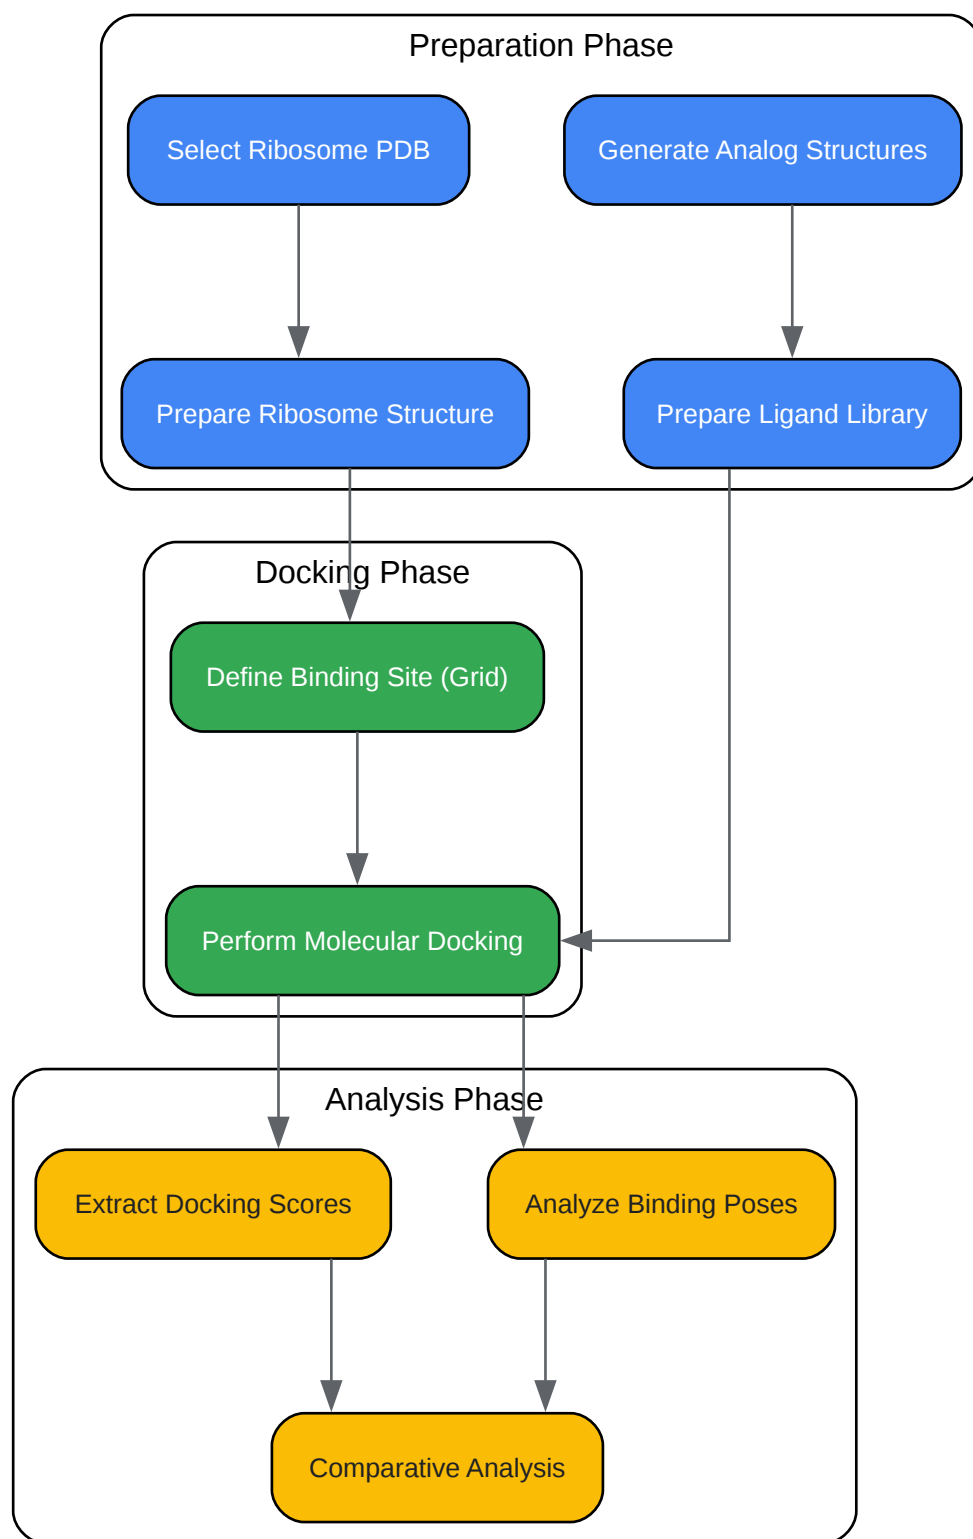 Preparation Phase
Select Ribosome PDB
Generate Analog Structures
Prepare Ribosome Structure
Prepare Ligand Library
Docking Phase
Define Binding Site (Grid)
Perform Molecular Docking
Analysis Phase
Extract Docking Scores
Analyze Binding Poses
Comparative Analysis